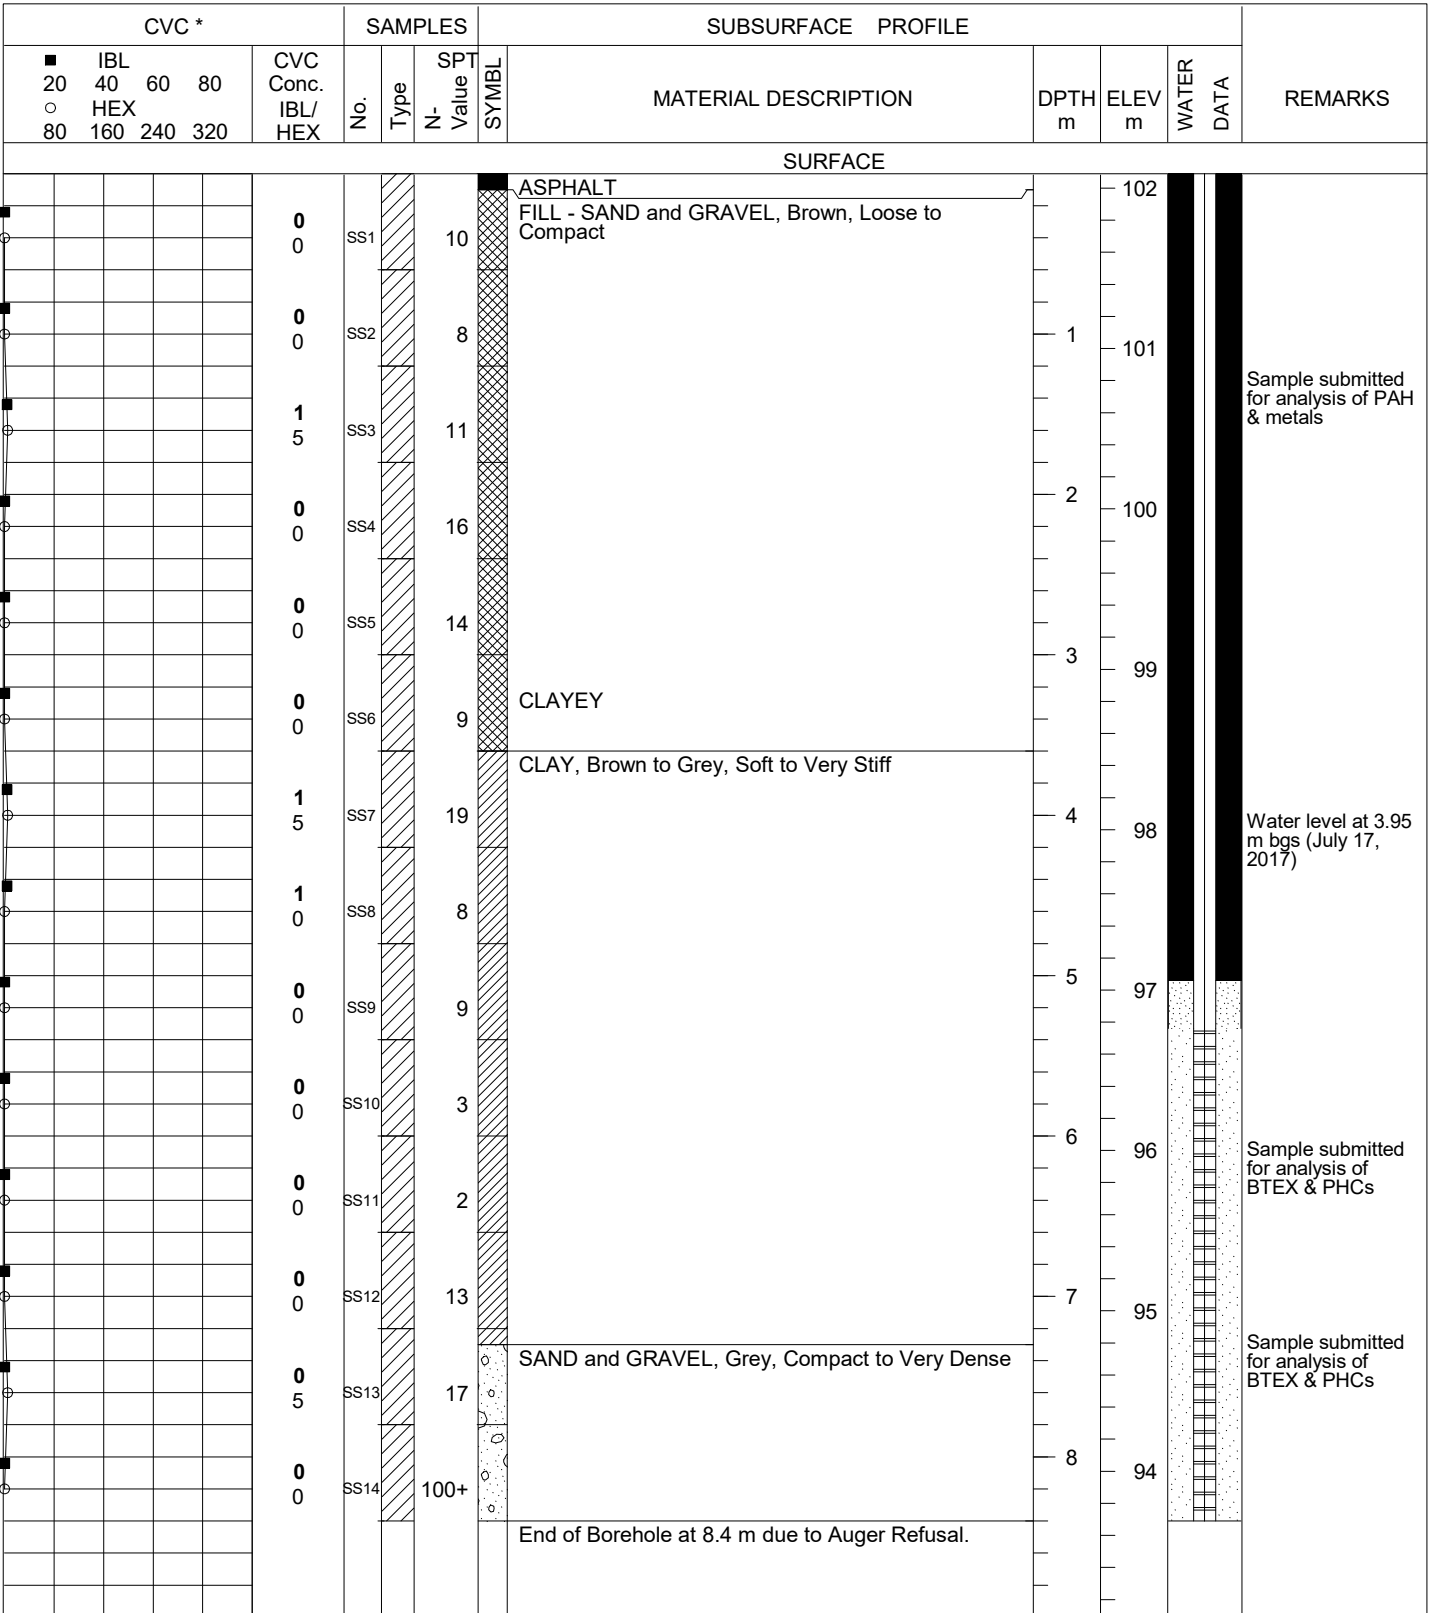 CVC *
SAMPLES
SUBSURFACE PROFILE
■ IBL
20 40 60 80
○ HEX
80 160 240 320
CVC
Conc.
IBL/
HEX
No.
Type
SPT
N-
Value
SYMBL
MATERIAL DESCRIPTION
DPTH
m
ELEV
m
WATER
DATA
REMARKS
SURFACE
ASPHALT
102
FILL - SAND and GRAVEL, Brown, Loose to
Compact
0
0
SS1
10
0
0
SS2
8
1
101
Sample submitted
for analysis of PAH
& metals
1
5
SS3
11
2
100
0
0
SS4
16
0
0
SS5
14
3
99
0
0
SS6
9
CLAYEY
CLAY, Brown to Grey, Soft to Very Stiff
1
5
SS7
19
4
98
Water level at 3.95
m bgs (July 17,
2017)
1
0
SS8
8
5
97
0
0
SS9
9
0
0
SS10
3
6
96
Sample submitted
for analysis of
BTEX & PHCs
0
0
SS11
2
0
0
SS12
13
7
95
SAND and GRAVEL, Grey, Compact to Very Dense
Sample submitted
for analysis of
BTEX & PHCs
0
5
SS13
17
8
94
0
0
SS14
100+
End of Borehole at 8.4 m due to Auger Refusal.